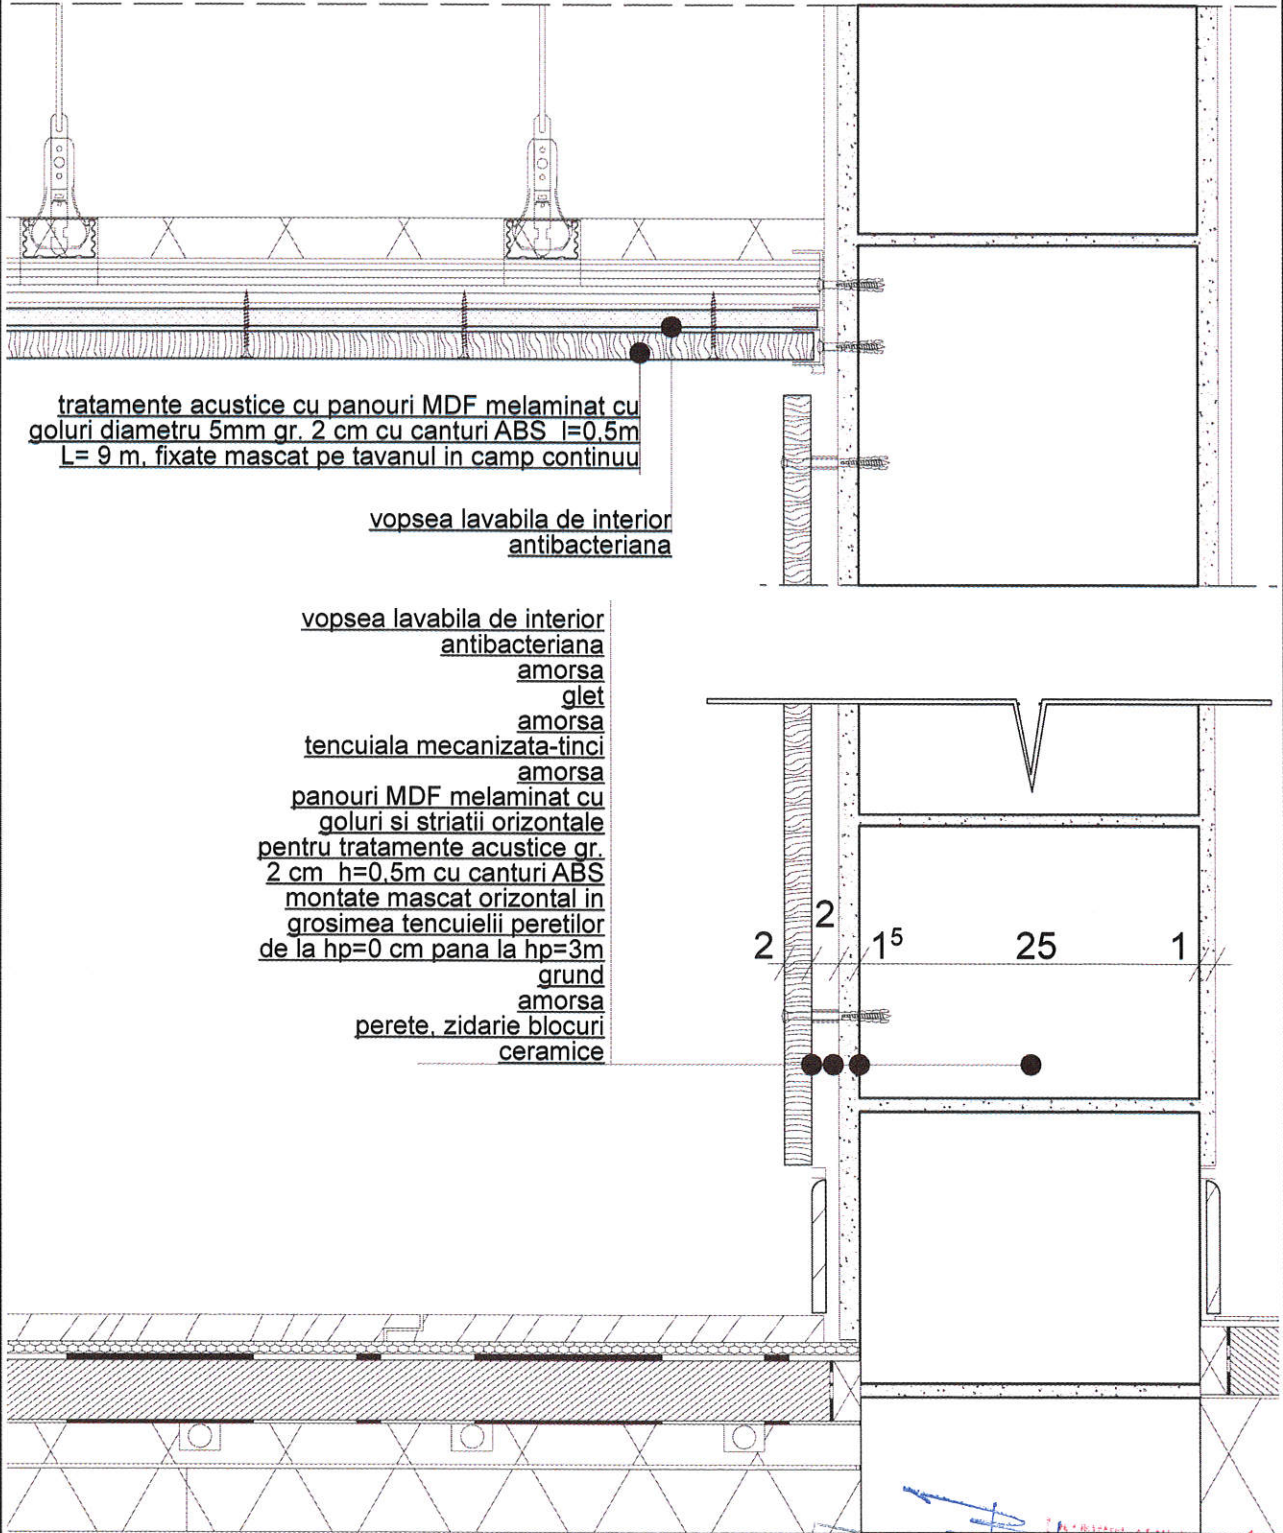 tratamente acustice cu panouri MDF melaminat cu
goluri diametru 5mm gr. 2 cm cu canturi ABS l=0,5m
L= 9 m, fixate mascat pe tavanul in camp continuu
vopsea lavabila de interior
antibacteriana
vopsea lavabila de interior
antibacteriana
amorsa
glet
amorsa
tencuiala mecanizata-tinci
amorsa
panouri MDF melaminat cu
goluri si striatii orizontale
pentru tratamente acustice gr.
2 cm h=0,5m cu canturi ABS
montate mascat orizontal in
grosimea tencuielii peretilor
de la hp=0 cm pana la hp=3m
grund
amorsa
perete, zidarie blocuri
ceramice
2 2 1⁵ 25 1